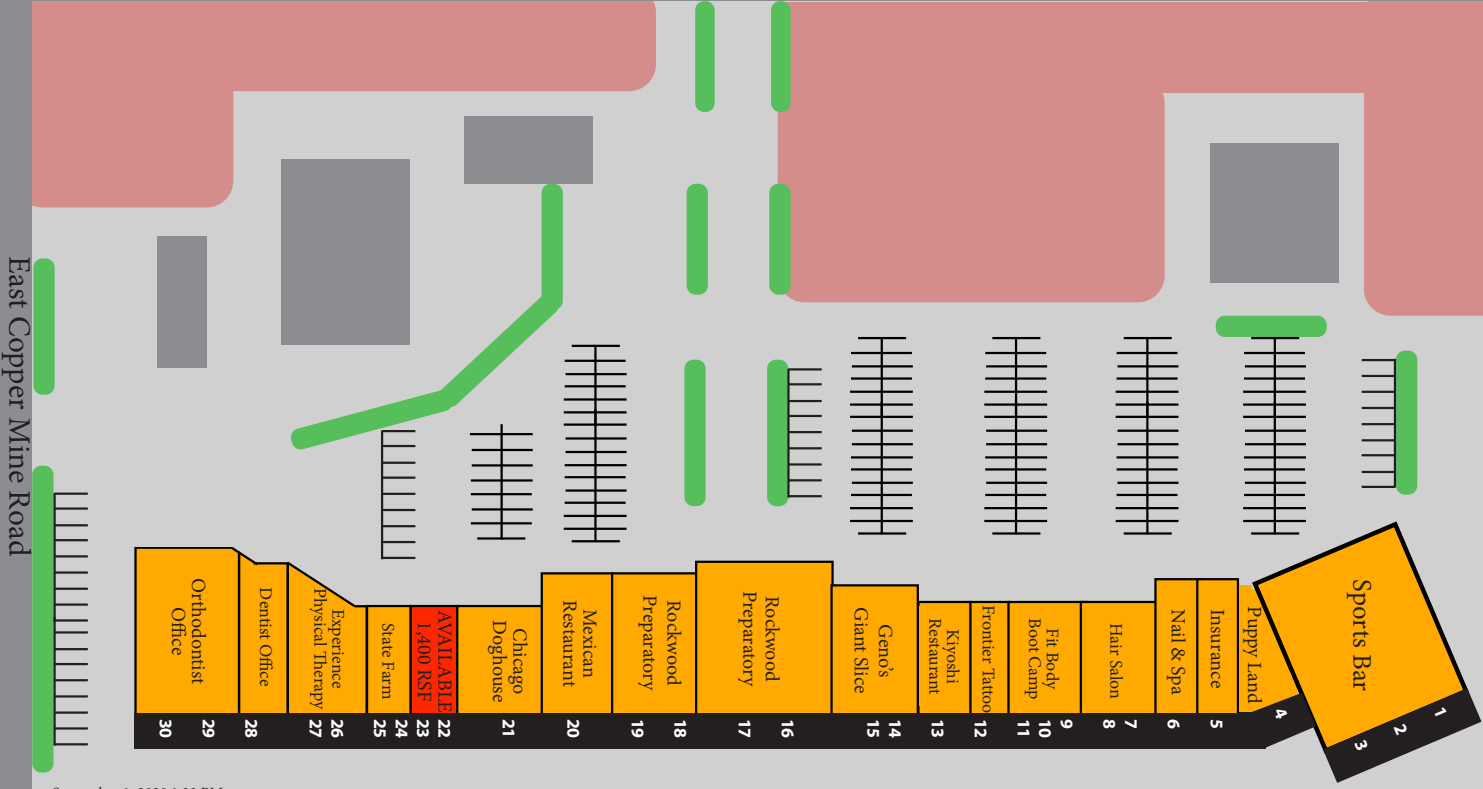 East Copper Mine Road
Orthodontist
Office
Dentist Office
Experience
Physical Therapy
State Farm
AVAILABLE
1,400 RSF
Chicago
Doghouse
Mexican
Restaurant
Rockwood
Preparatory
Rockwood
Preparatory
Geno's
Giant Slice
Kiyoshi
Restaurant
Frontier Tattoo
Fit Body
Boot Camp
Hair Salon
Nail & Spa
Insurance
Puppy Land
Sports Bar
30
29
28
27
26
25
24
23
22
21
20
19
18
17
16
15
14
13
12
11
10
9
8
7
6
5
4
3
2
1